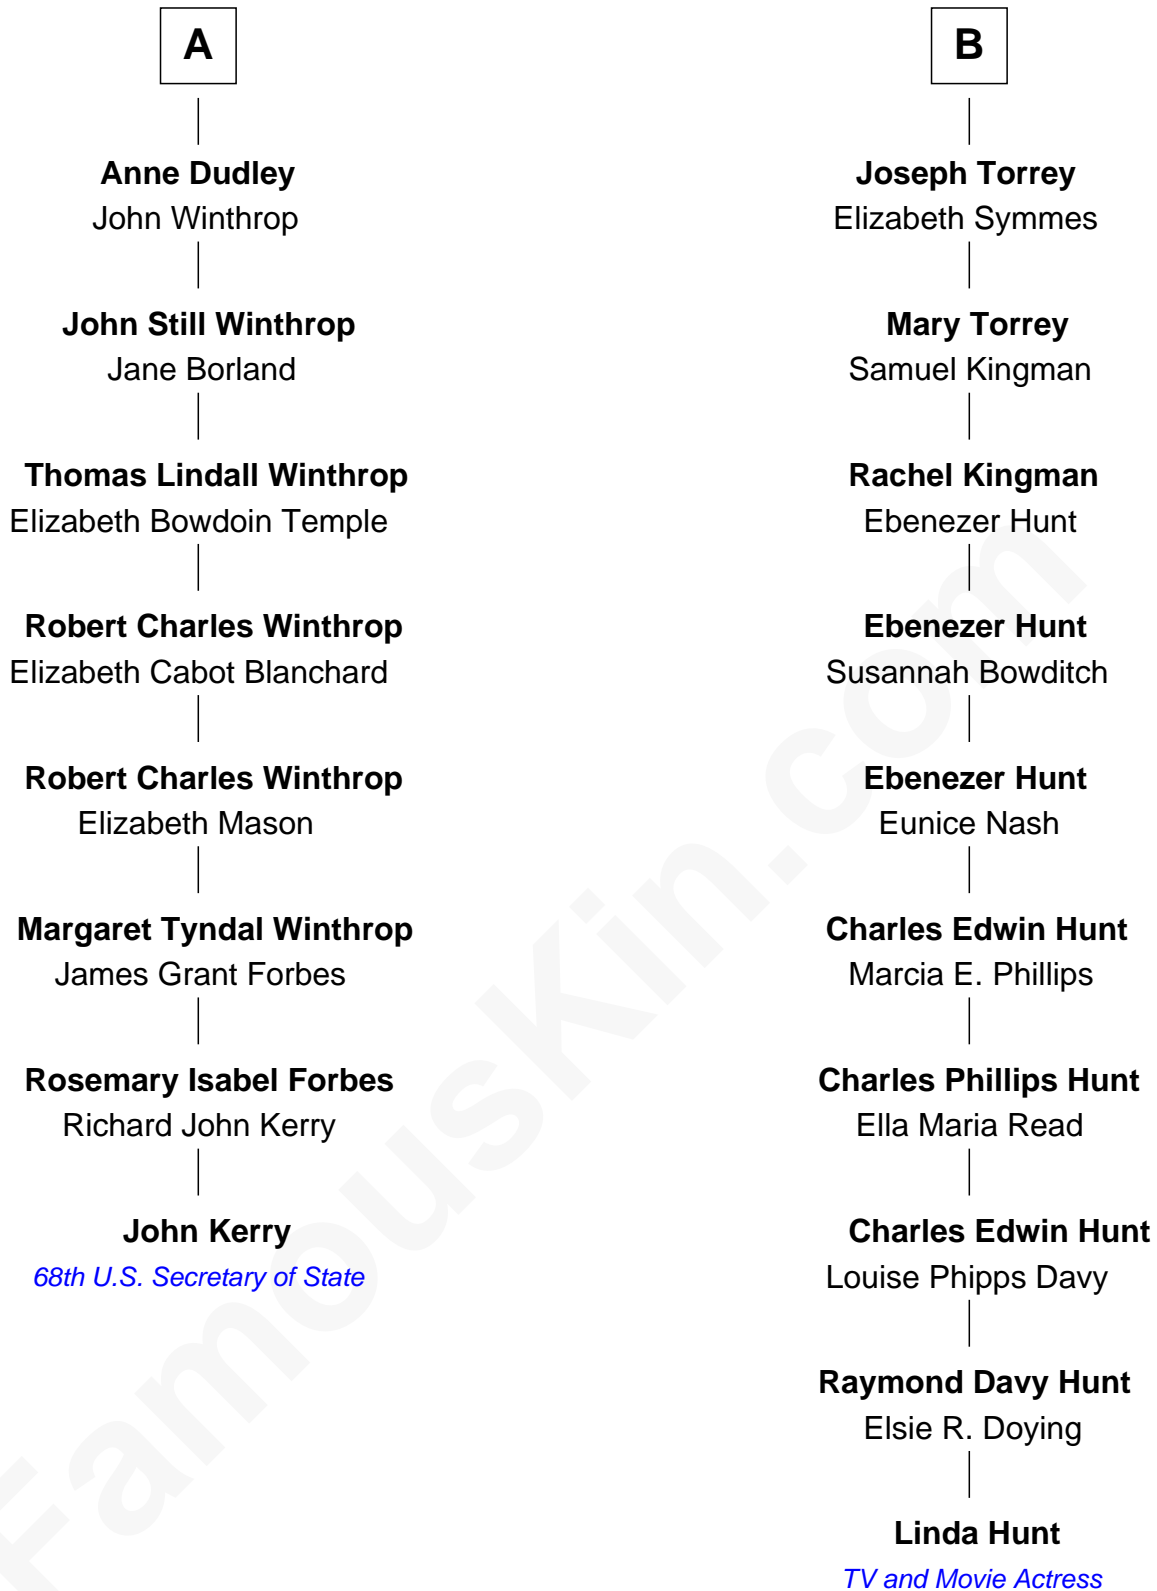 A
Anne Dudley
John Winthrop
John Still Winthrop
Jane Borland
Thomas Lindall Winthrop
Elizabeth Bowdoin Temple
Robert Charles Winthrop
Elizabeth Cabot Blanchard
Robert Charles Winthrop
Elizabeth Mason
Margaret Tyndal Winthrop
James Grant Forbes
Rosemary Isabel Forbes
Richard John Kerry
John Kerry
68th U.S. Secretary of State
B
Joseph Torrey
Elizabeth Symmes
Mary Torrey
Samuel Kingman
Rachel Kingman
Ebenezer Hunt
Ebenezer Hunt
Susannah Bowditch
Ebenezer Hunt
Eunice Nash
Charles Edwin Hunt
Marcia E. Phillips
Charles Phillips Hunt
Ella Maria Read
Charles Edwin Hunt
Louise Phipps Davy
Raymond Davy Hunt
Elsie R. Doying
Linda Hunt
TV and Movie Actress
FamousKin.com